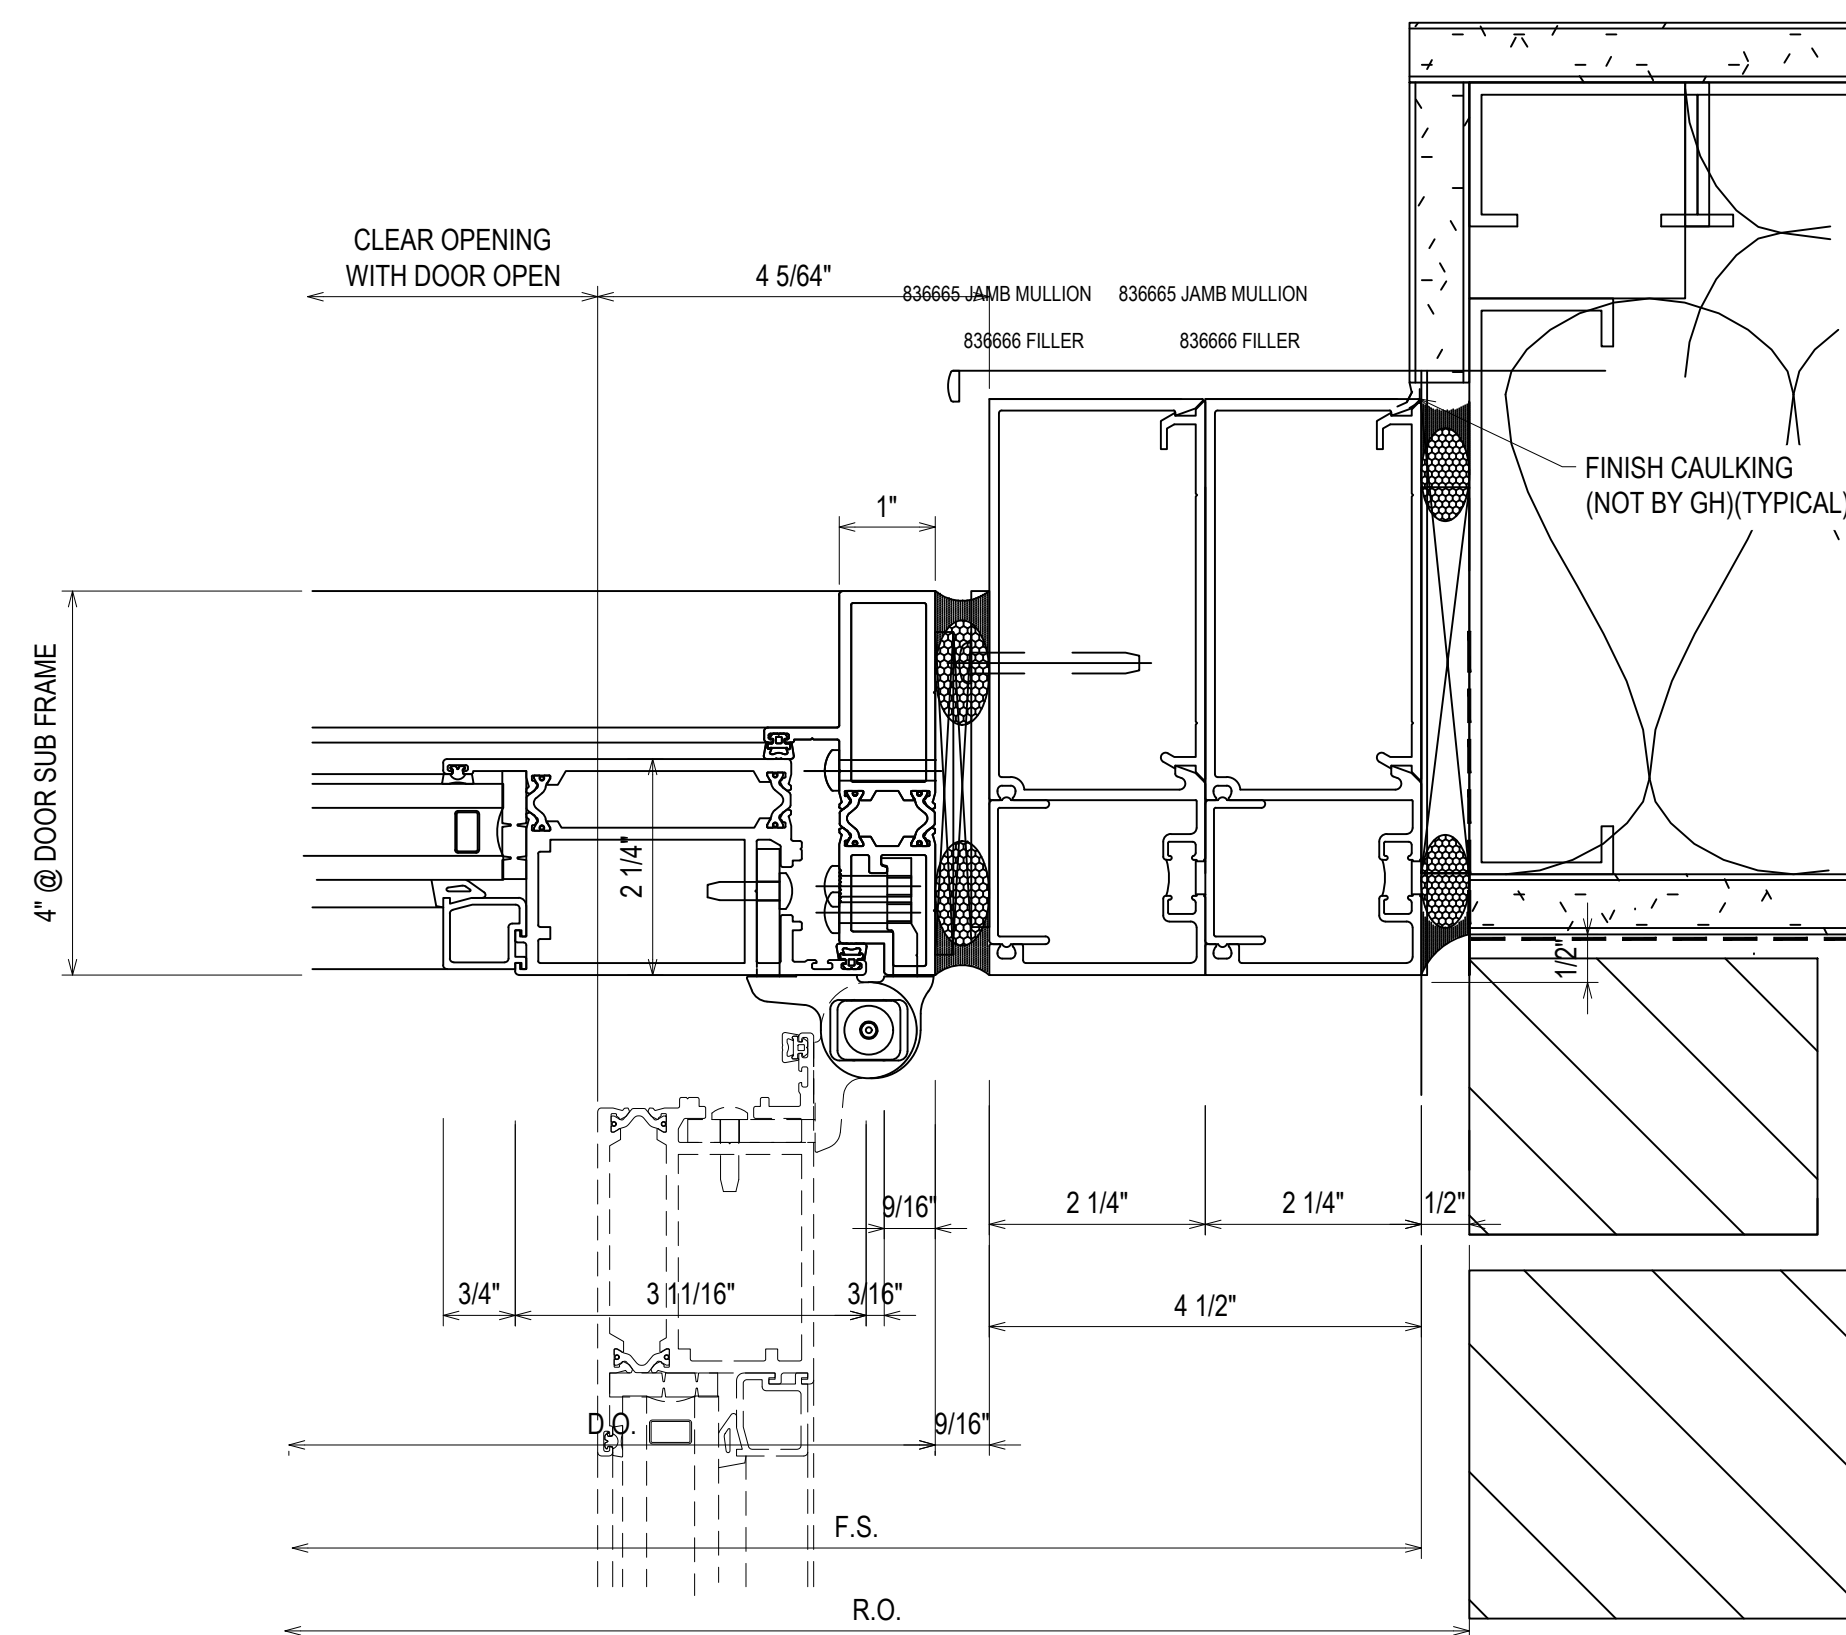 CLEAR OPENING
WITH DOOR OPEN
4 5/64"
836665 JAMB MULLION
836665 JAMB MULLION
836666 FILLER
836666 FILLER
FINISH CAULKING
(NOT BY GH)(TYPICAL)
1"
4" @ DOOR SUB FRAME
2 1/4"
1/2"
9/16"
2 1/4"
2 1/4"
1/2"
3/4"
3 11/16"
3/16"
4 1/2"
D.O.
9/16"
F.S.
R.O.